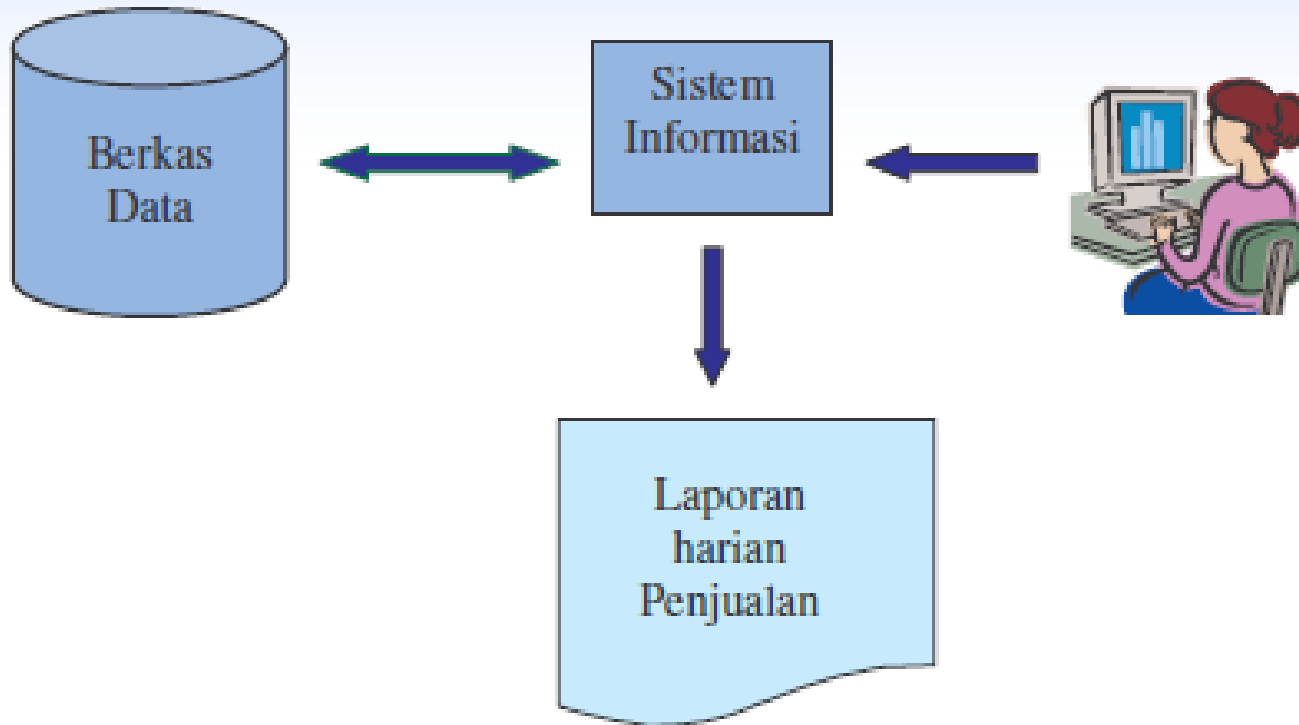 Berkas
Data
Sistem
Informasi
Laporan
harian
Penjualan